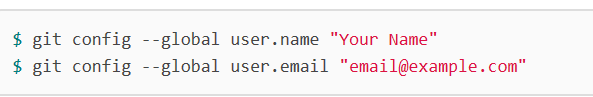 $ git config --global user.name "Your Name"
$ git config --global user.email "email@example.com"